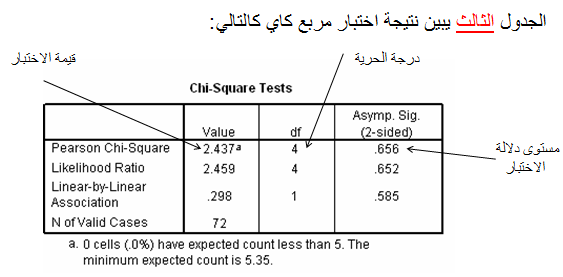 الجدول الثالث يبين نتيجة اختبار مربع كاي كالتالي:
قيمة الاختبار
درجة الحرية
Chi-Square Tests
Value df Asymp. Sig. (2-sided)
Pearson Chi-Square 2.437a 4 .656
Likelihood Ratio 2.459 4 .652
Linear-by-Linear Association .298 1 .585
N of Valid Cases 72
a. 0 cells (.0%) have expected count less than 5. The
minimum expected count is 5.35.
مستوى دلالة
الاختبار